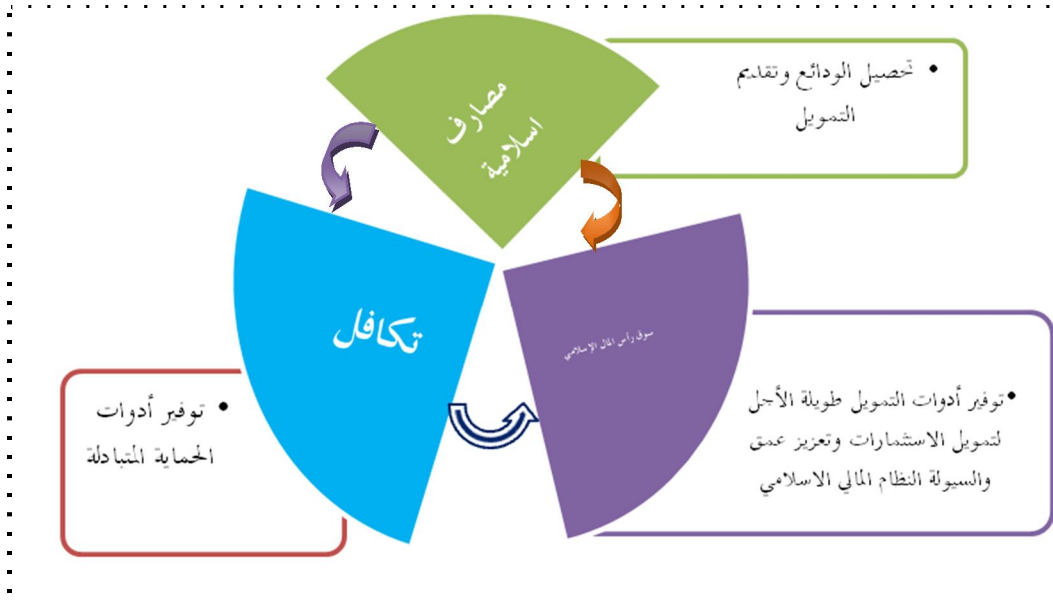 مصارف
اسلامية
• تحصيل الودائع وتقديم
التمويل
سوق رأس المال الإسلامي
•توفير أدوات التمويل طويلة الأجل
لتمويل الاستثمارات وتعزيز عمق
والسيولة النظام المالي الاسلامي
تكافل
• توفير أدوات
الحماية المتبادلة